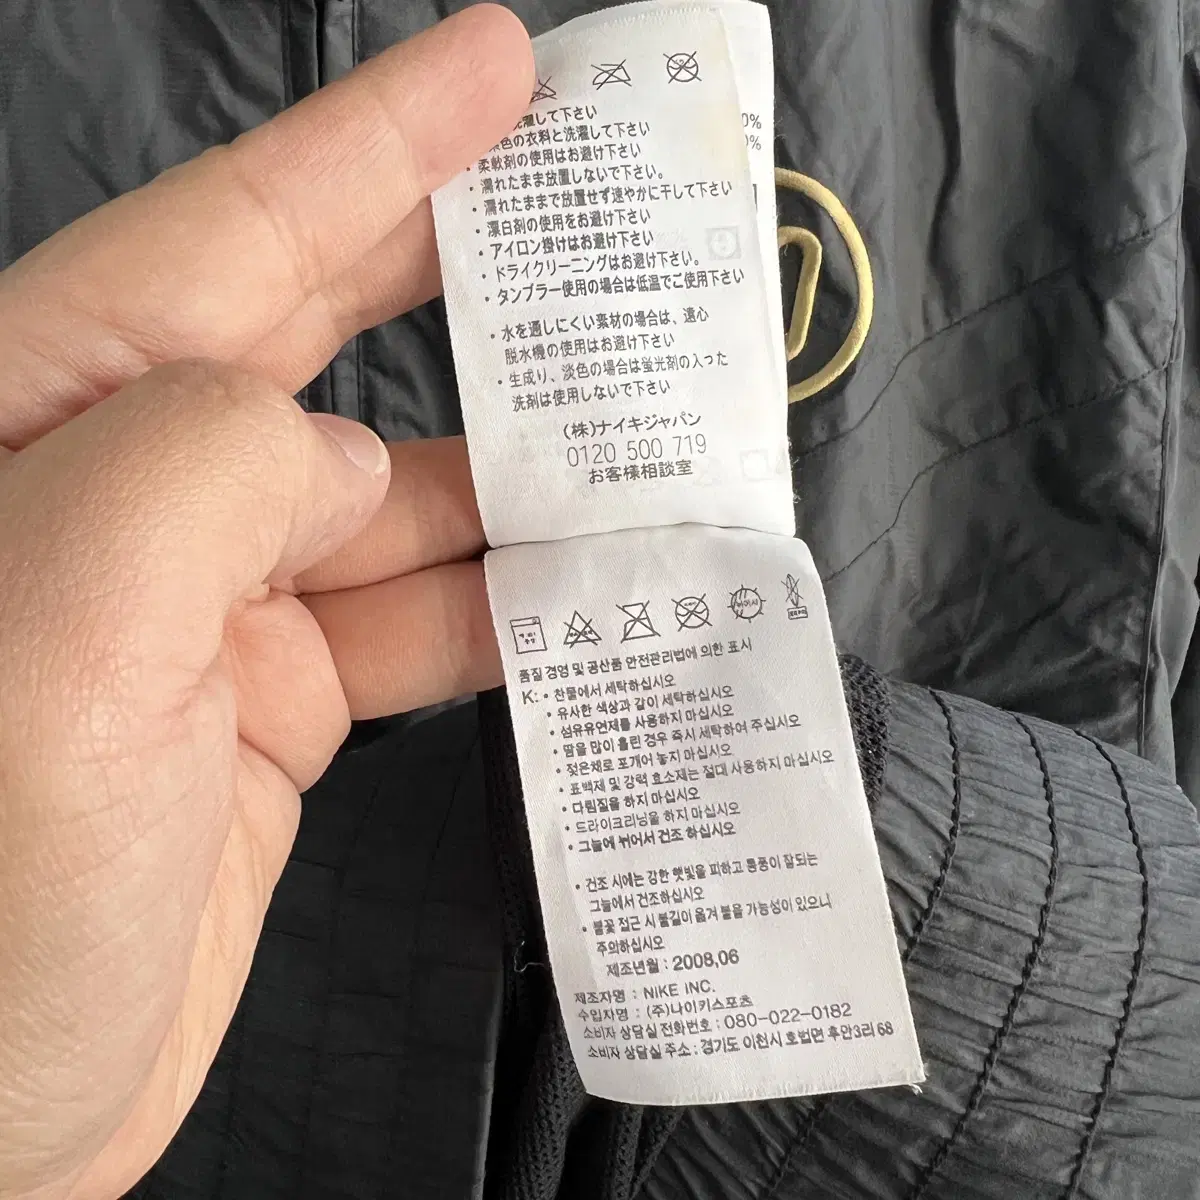 洗濯して下さい
色の衣料と洗濯して下さい
・柔軟剤の使用はお避け下さい
・濡れたまま放置しないで下さい。
・濡れたままで放置せず速やかに干して下さい
・漂白剤の使用をお避け下さい
・アイロン掛けはお避け下さい
・ドライクリーニングはお避け下さい。
・タンブラー使用の場合は低温でご使用下さい
・水を通しにくい素材の場合は、遠心
脱水機の使用はお避け下さい
・生成り、淡色の場合は蛍光剤の入った
洗剤は使用しないで下さい
(株)ナイキジャパン
0120 500 719
お客様相談室
0%
%
품질 경영 및 공산품 안전관리법에 의한 표시
K: • 찬물에서 세탁하십시오
• 유사한 색상과 같이 세탁하십시오
• 섬유유연제를 사용하지 마십시오
• 땀을 많이 흘린 경우 즉시 세탁하여 주십시오
• 젖은채로 포개어 놓지 마십시오
• 표백제 및 강력 효소제는 절대 사용하지 마십시오
• 다림질을 하지 마십시오
• 드라이크리닝을 하지 마십시오
• 그늘에 뉘어서 건조 하십시오
• 건조 시에는 강한 햇빛을 피하고 통풍이 잘되는
그늘에서 건조하십시오
• 불꽃 접근 시 불길이 옮겨 붙을 가능성이 있으니
주의하십시오
제조년월 : 2008,06
제조자명 : NIKE INC.
수입자명 : (주)나이키스포츠
소비자 상담실 전화번호 : 080-022-0182
소비자 상담실 주소 : 경기도 이천시 호법면 후안3리 68